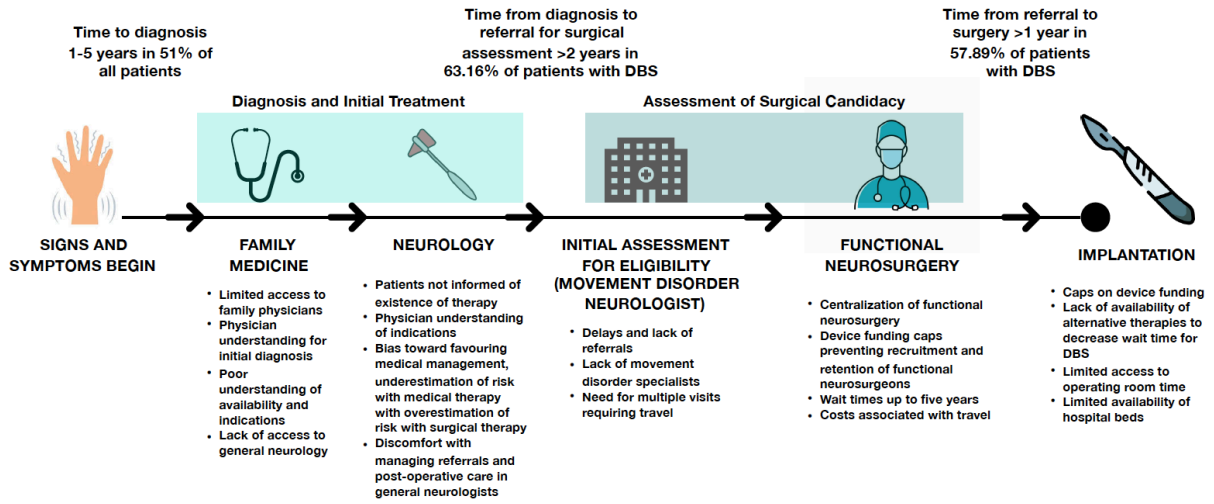 Time to diagnosis
1-5 years in 51% of
all patients
Time from diagnosis to
referral for surgical
assessment >2 years in
63.16% of patients with DBS
Time from referral to
surgery >1 year in
57.89% of patients
with DBS
Diagnosis and Initial Treatment
Assessment of Surgical Candidacy
SIGNS AND
SYMPTOMS BEGIN
FAMILY
MEDICINE
• Limited access to
family physicians
• Physician
understanding for
initial diagnosis
• Poor
understanding of
availability and
indications
• Lack of access to
general neurology
NEUROLOGY
• Patients not informed of
existence of therapy
• Physician understanding
of indications
• Bias toward favouring
medical management,
underestimation of risk
with medical therapy
with overestimation of
risk with surgical therapy
• Discomfort with
managing referrals and
post-operative care in
general neurologists
INITIAL ASSESSMENT
FOR ELIGIBILITY
(MOVEMENT DISORDER
NEUROLOGIST)
• Delays and lack of
referrals
• Lack of movement
disorder specialists
• Need for multiple visits
requiring travel
FUNCTIONAL
NEUROSURGERY
• Centralization of functional
neurosurgery
• Device funding caps
preventing recruitment and
retention of functional
neurosurgeons
• Wait times up to five years
• Costs associated with travel
IMPLANTATION
• Caps on device funding
• Lack of availability of
alternative therapies to
decrease wait time for
DBS
• Limited access to
operating room time
• Limited availability of
hospital beds